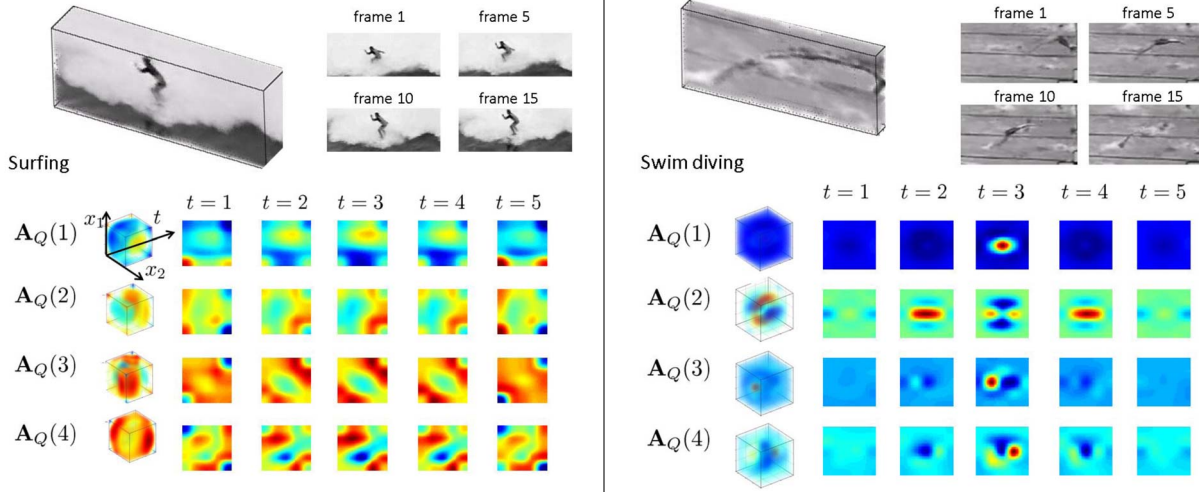 frame 1
frame 5
frame 10
frame 15
Surfing
t = 1
t = 2
t = 3
t = 4
t = 5
x₁
t
x₂
A_Q(1)
A_Q(2)
A_Q(3)
A_Q(4)
frame 1
frame 5
frame 10
frame 15
Swim diving
t = 1
t = 2
t = 3
t = 4
t = 5
A_Q(1)
A_Q(2)
A_Q(3)
A_Q(4)